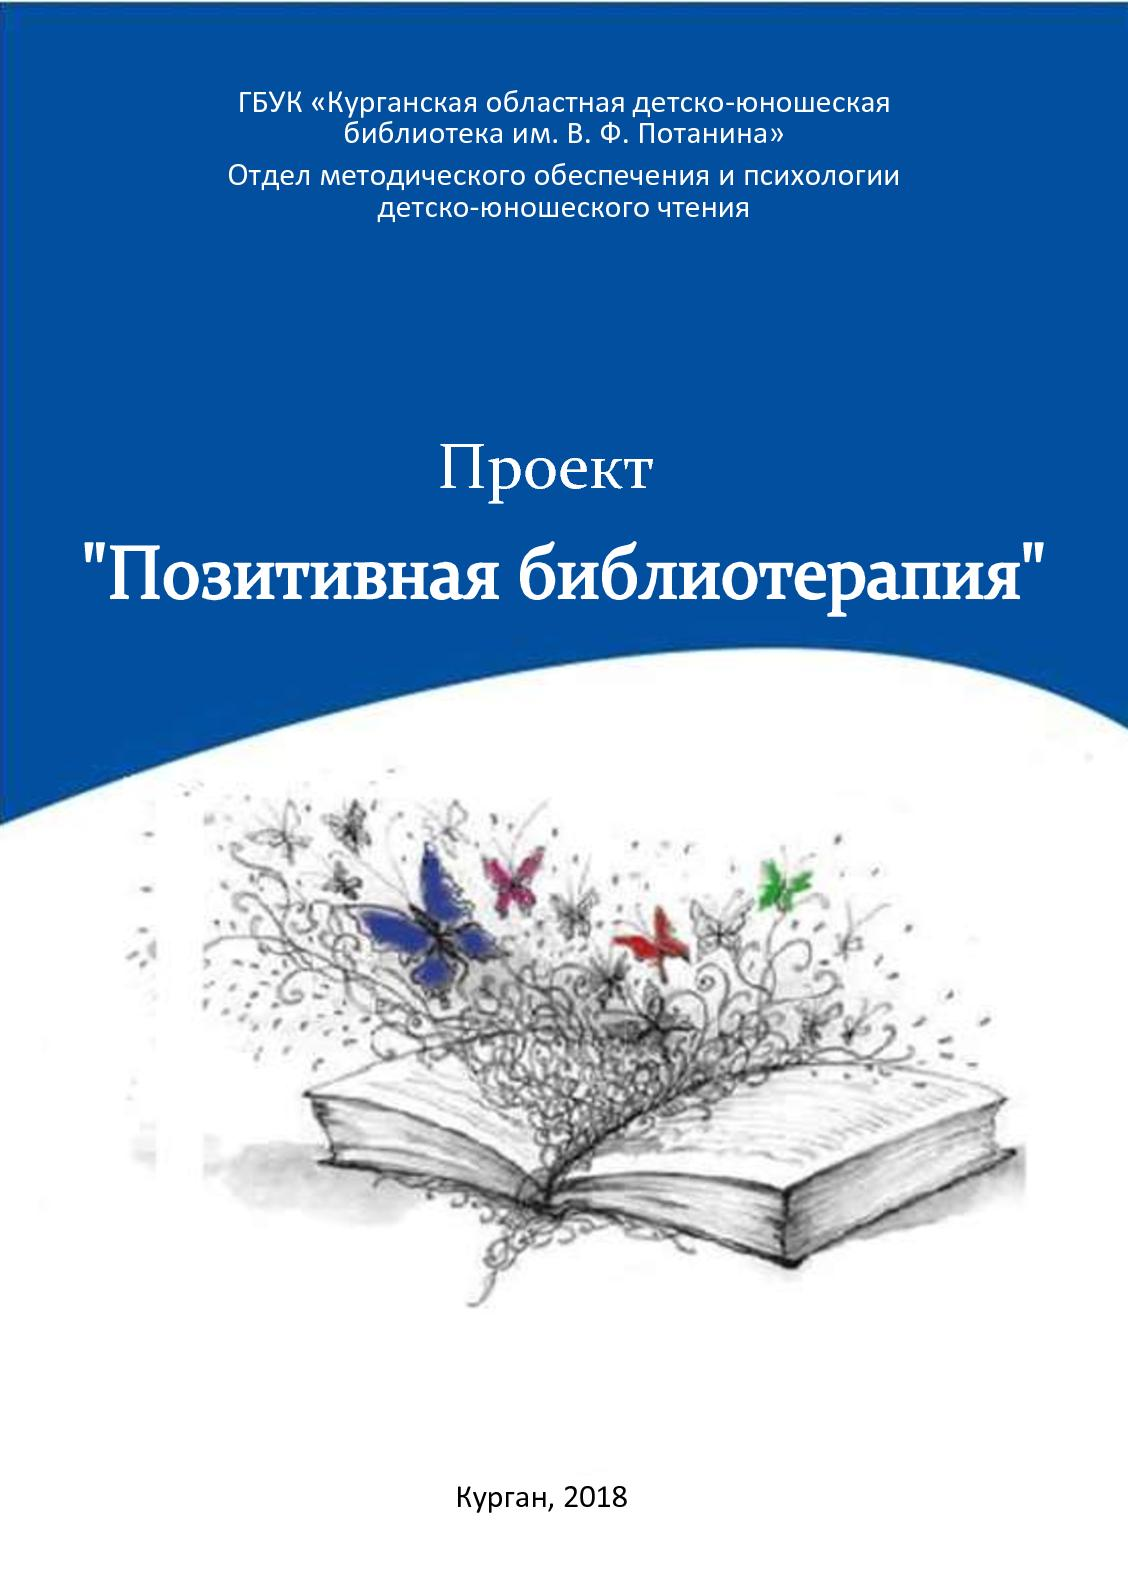 ГБУК «Курганская областная детско-юношеская
библиотека им. В. Ф. Потанина»
Отдел методического обеспечения и психологии
детско-юношеского чтения
Проект
"Позитивная библиотерапия"
Курган, 2018